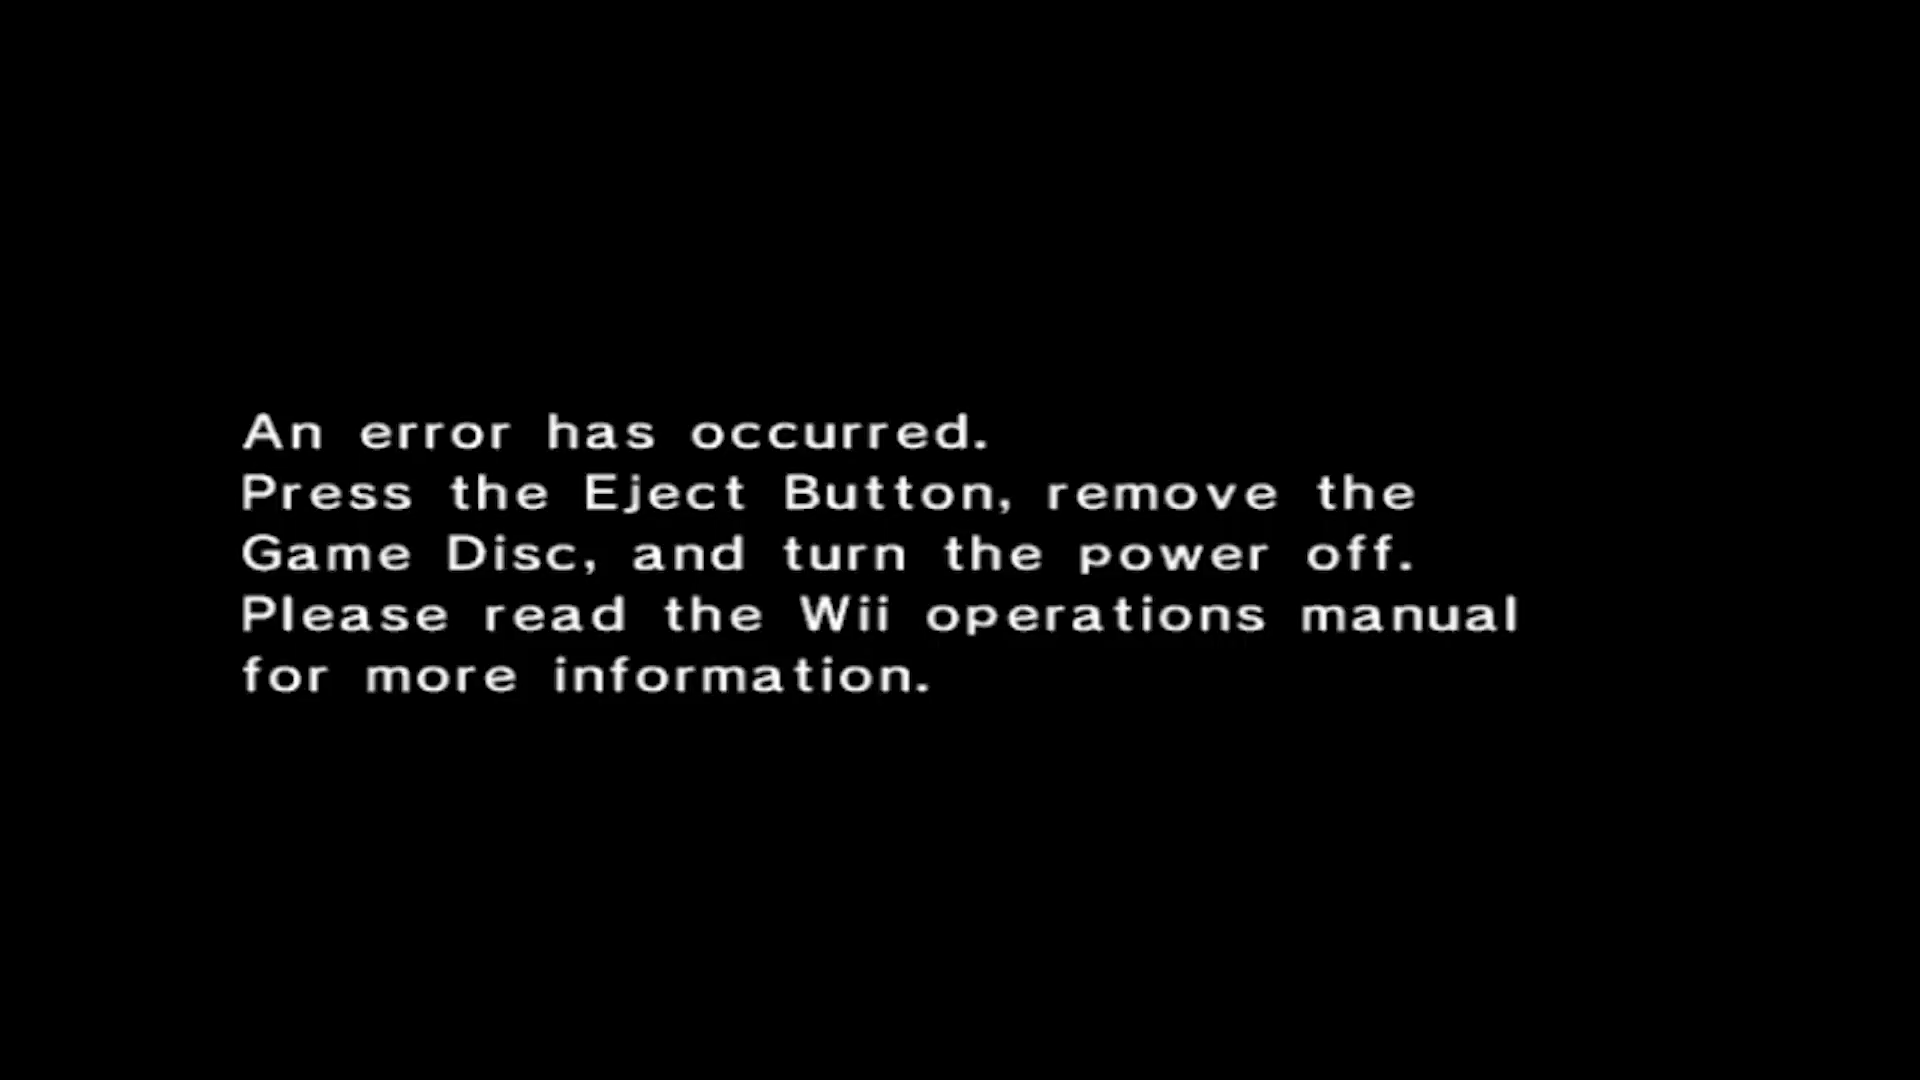 An error has occurred.
Press the Eject Button, remove the
Game Disc, and turn the power off.
Please read the Wii operations manual
for more information.